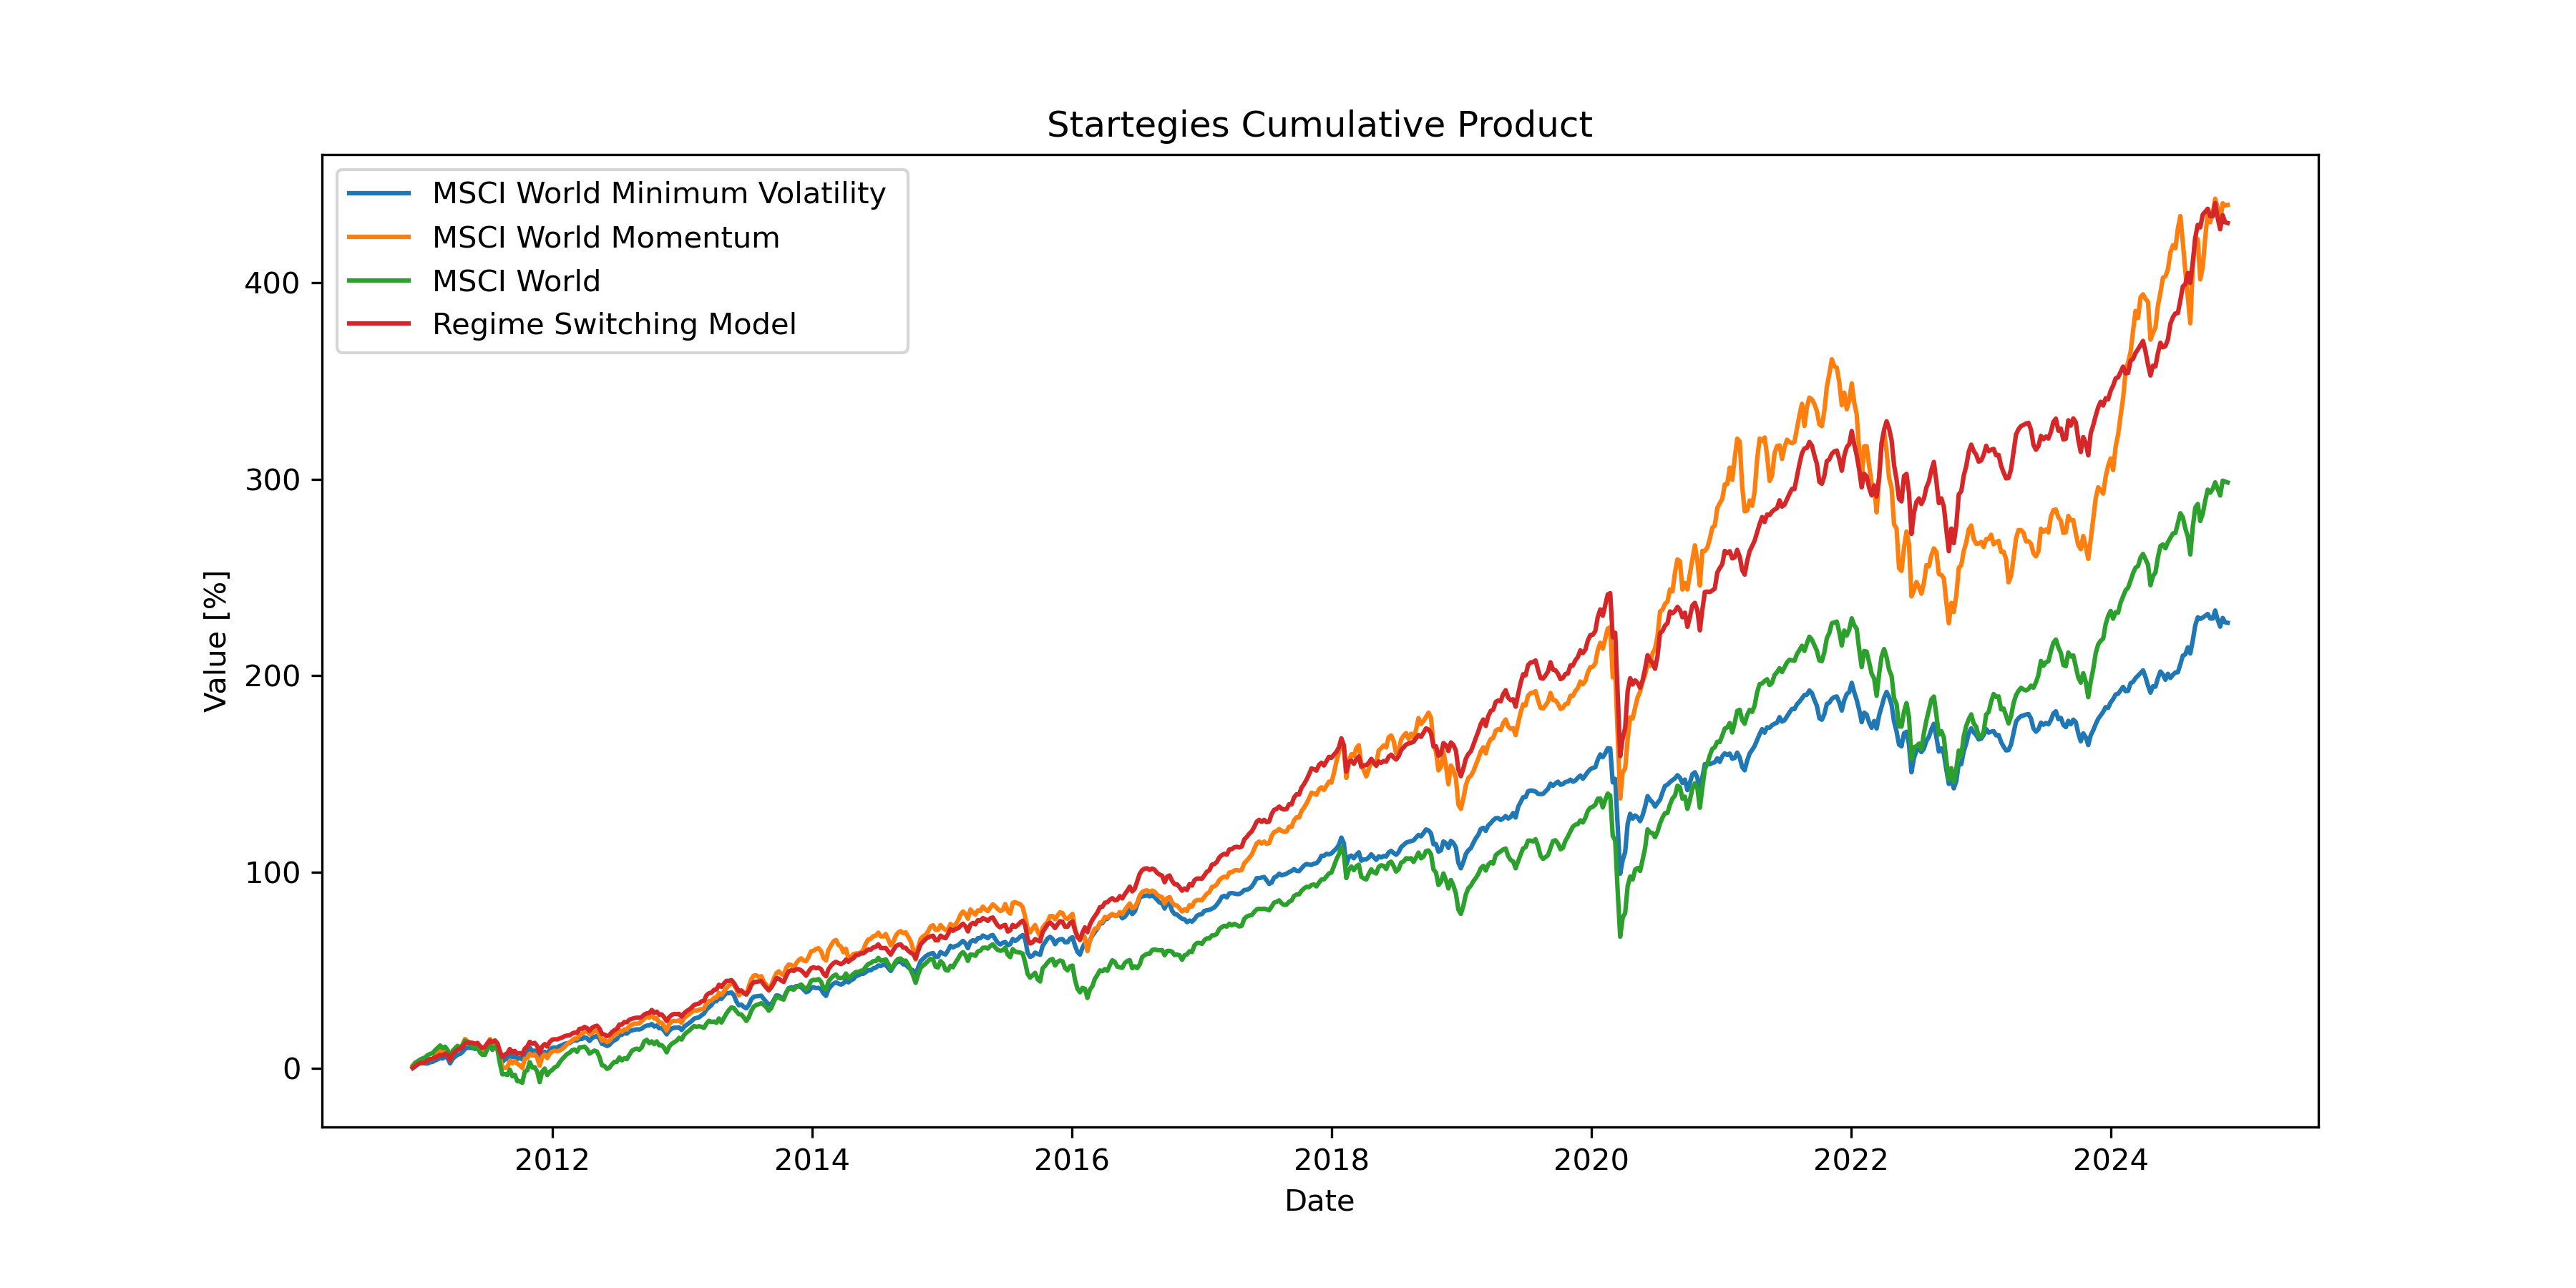 Startegies Cumulative Product
MSCI World Minimum Volatility
MSCI World Momentum
MSCI World
Regime Switching Model
400
300
200
100
0
Value [%]
2012 2014 2016 2018 2020 2022 2024
Date